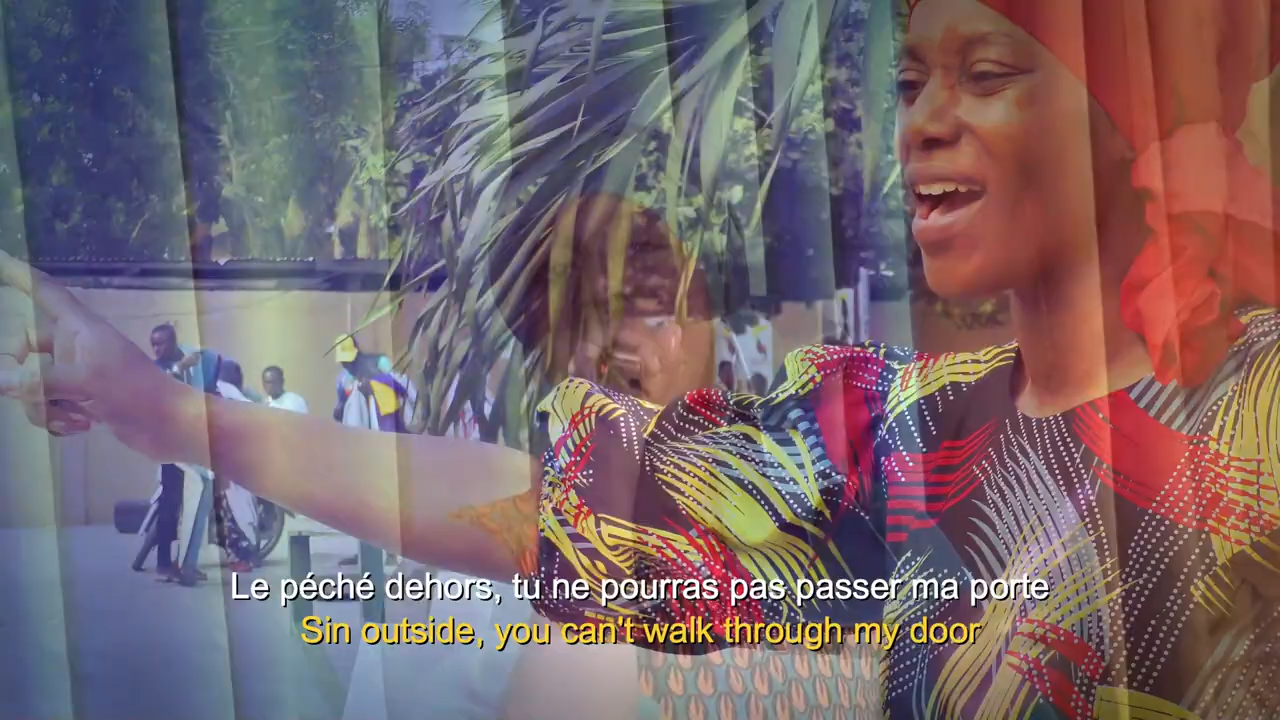 Le péché dehors, tu ne pourras pas passer ma porte
Sin outside, you can't walk through my door